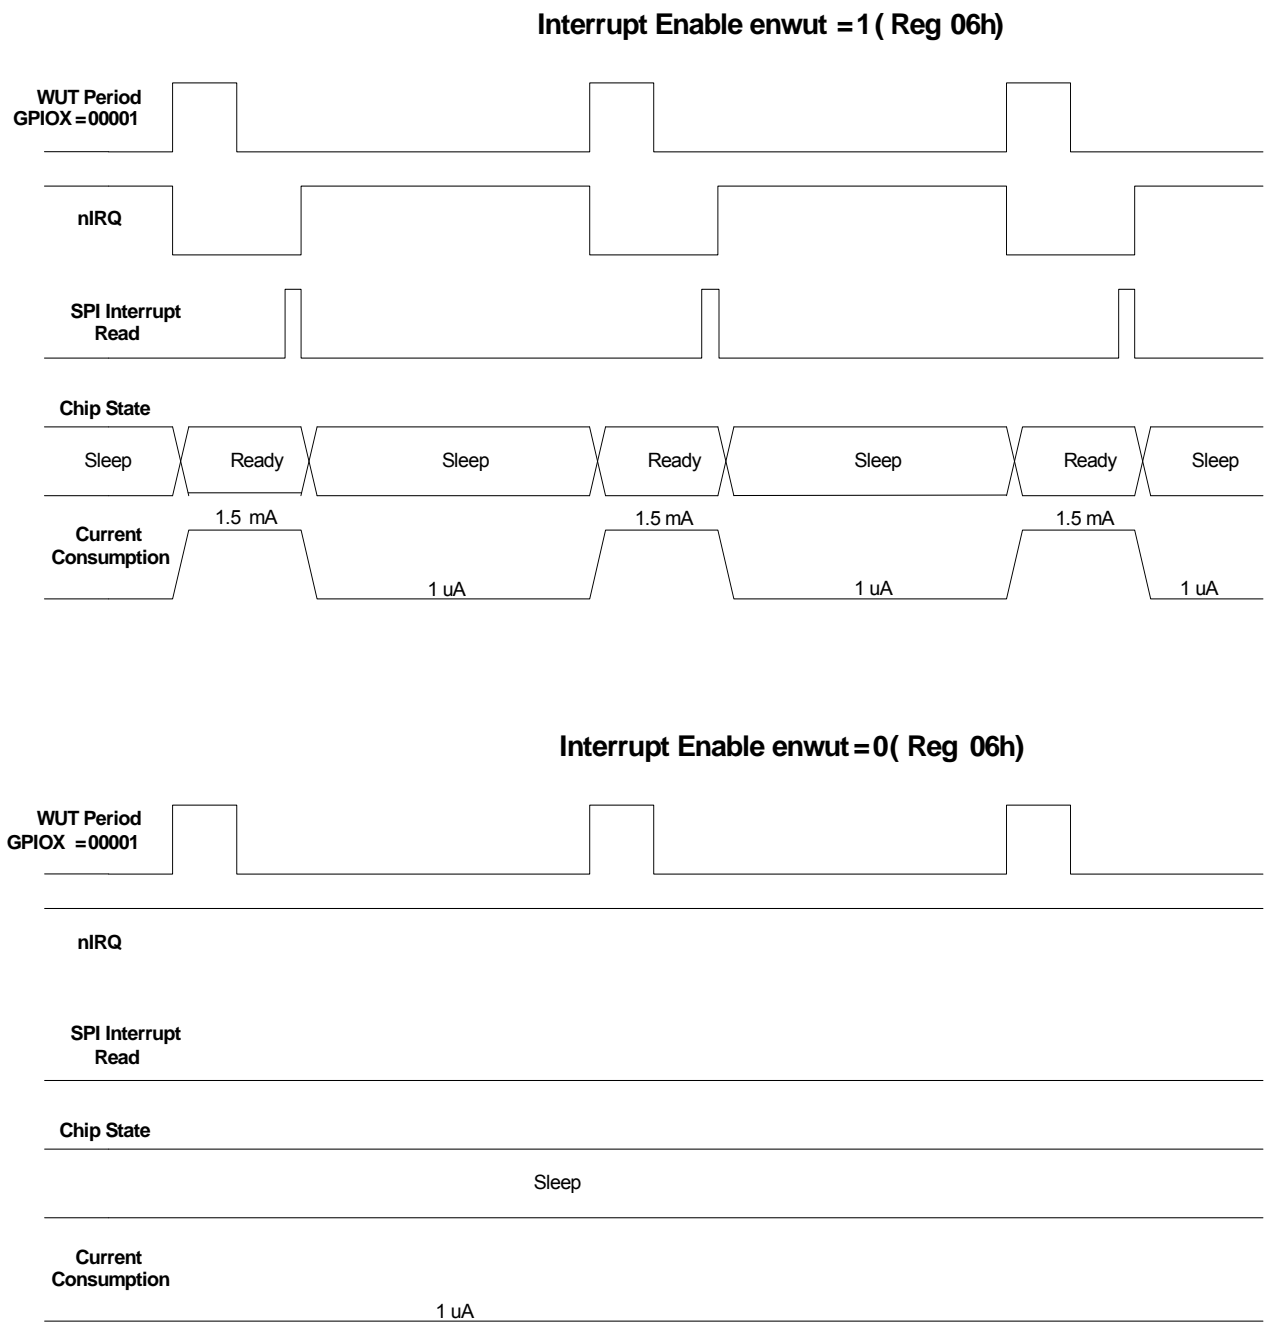 Interrupt Enable enwut =1( Reg 06h)
WUT Period
GPIOX=00001
nIRQ
SPI Interrupt
Read
Chip State
Sleep Ready Sleep Ready Sleep Ready Sleep
1.5 mA 1.5 mA 1.5 mA
Current
Consumption
1 uA 1 uA 1 uA
Interrupt Enable enwut=0( Reg 06h)
WUT Period
GPIOX =00001
nIRQ
SPI Interrupt
Read
Chip State
Sleep
Current
Consumption
1 uA